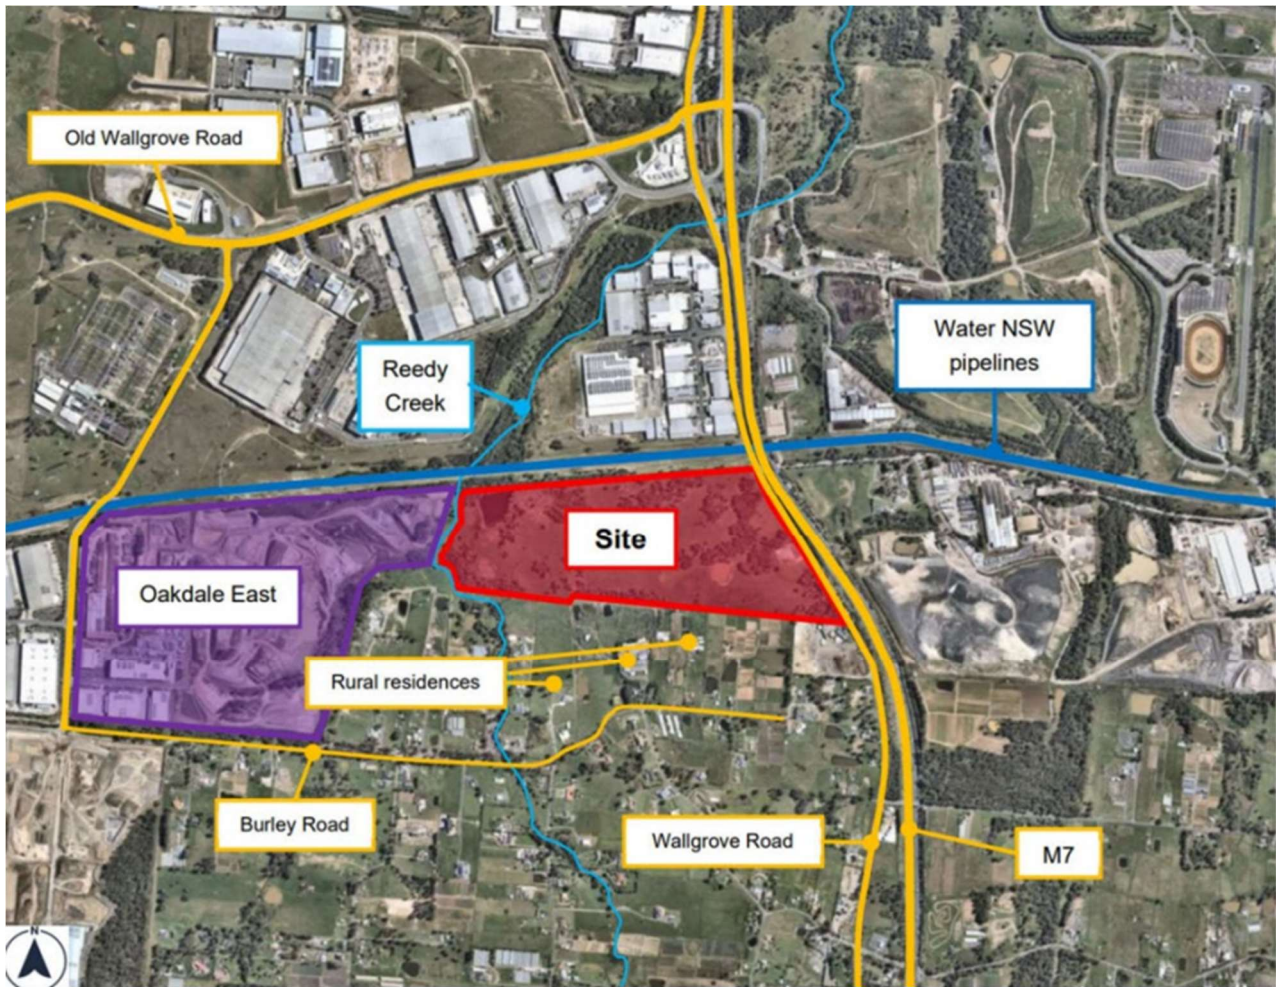 Old Wallgrove Road
Water NSW
pipelines
Reedy
Creek
Site
Oakdale East
Rural residences
Burley Road
Wallgrove Road
M7
N